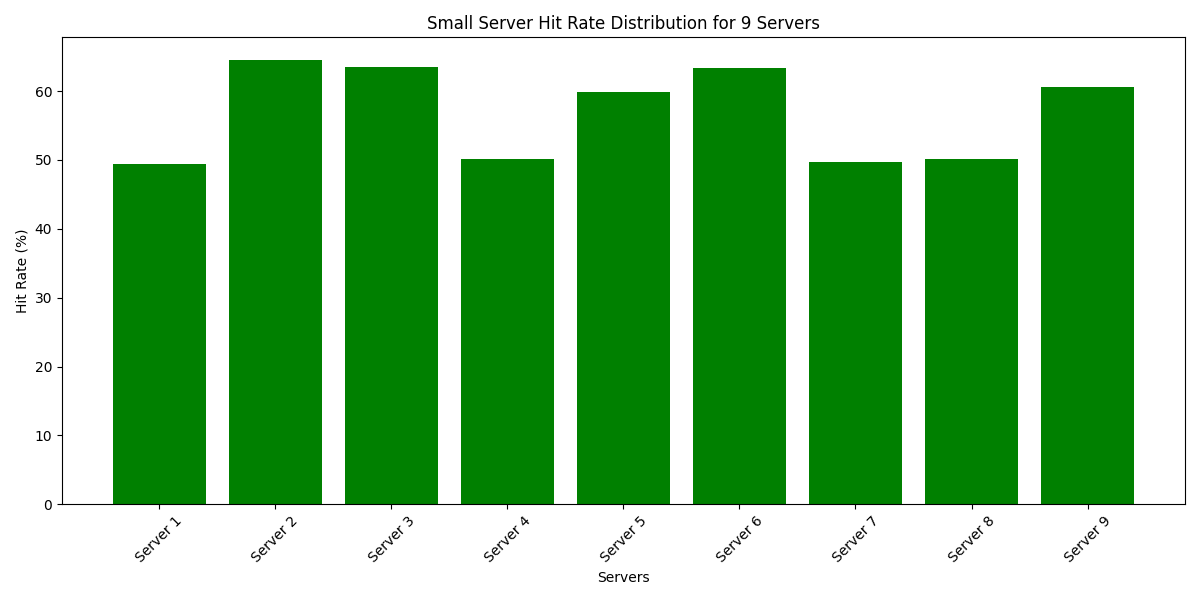 Small Server Hit Rate Distribution for 9 Servers
Hit Rate (%)
60
50
40
30
20
10
0
Server 1
Server 2
Server 3
Server 4
Server 5
Server 6
Server 7
Server 8
Server 9
Servers